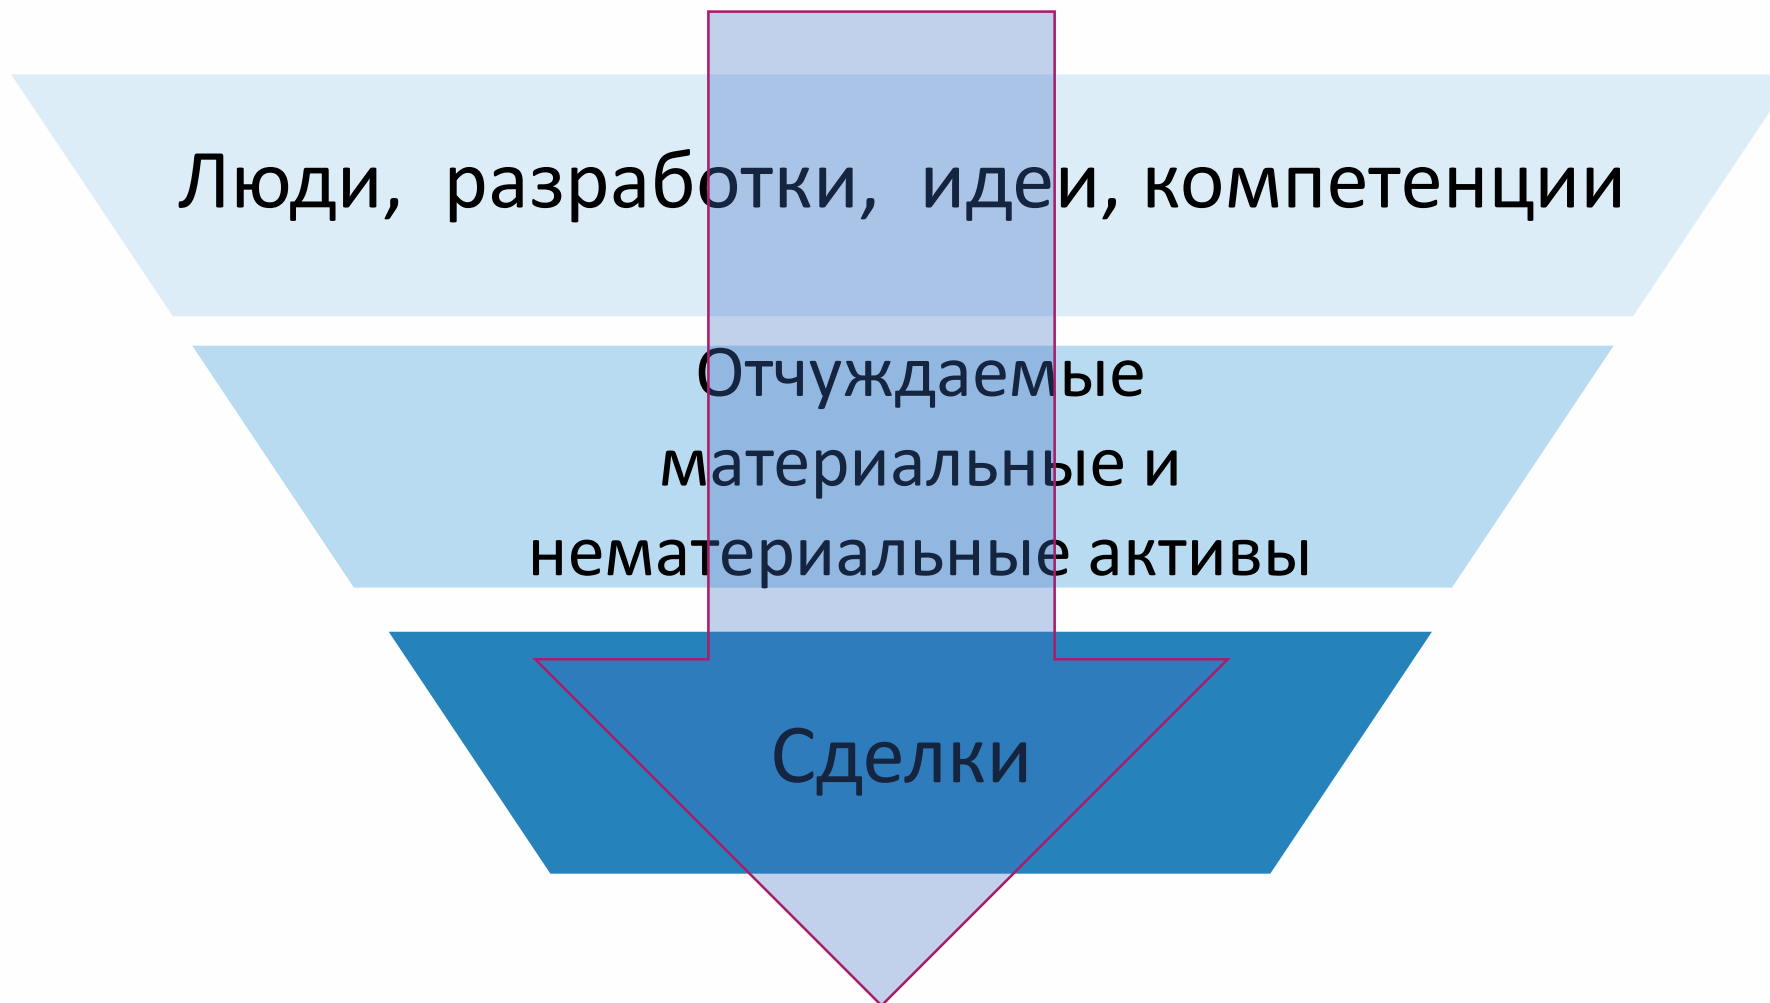 Люди, разработки, идеи, компетенции
Отчуждаемые
материальные и
нематериальные активы
Сделки